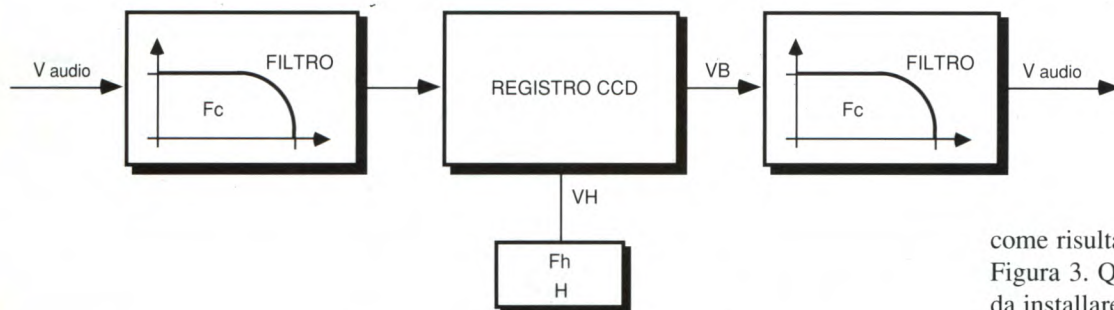 V audio
FILTRO
Fc
REGISTRO CCD
VB
FILTRO
Fc
V audio
VH
Fh
H
come risulta
Figura 3. Q
da installare